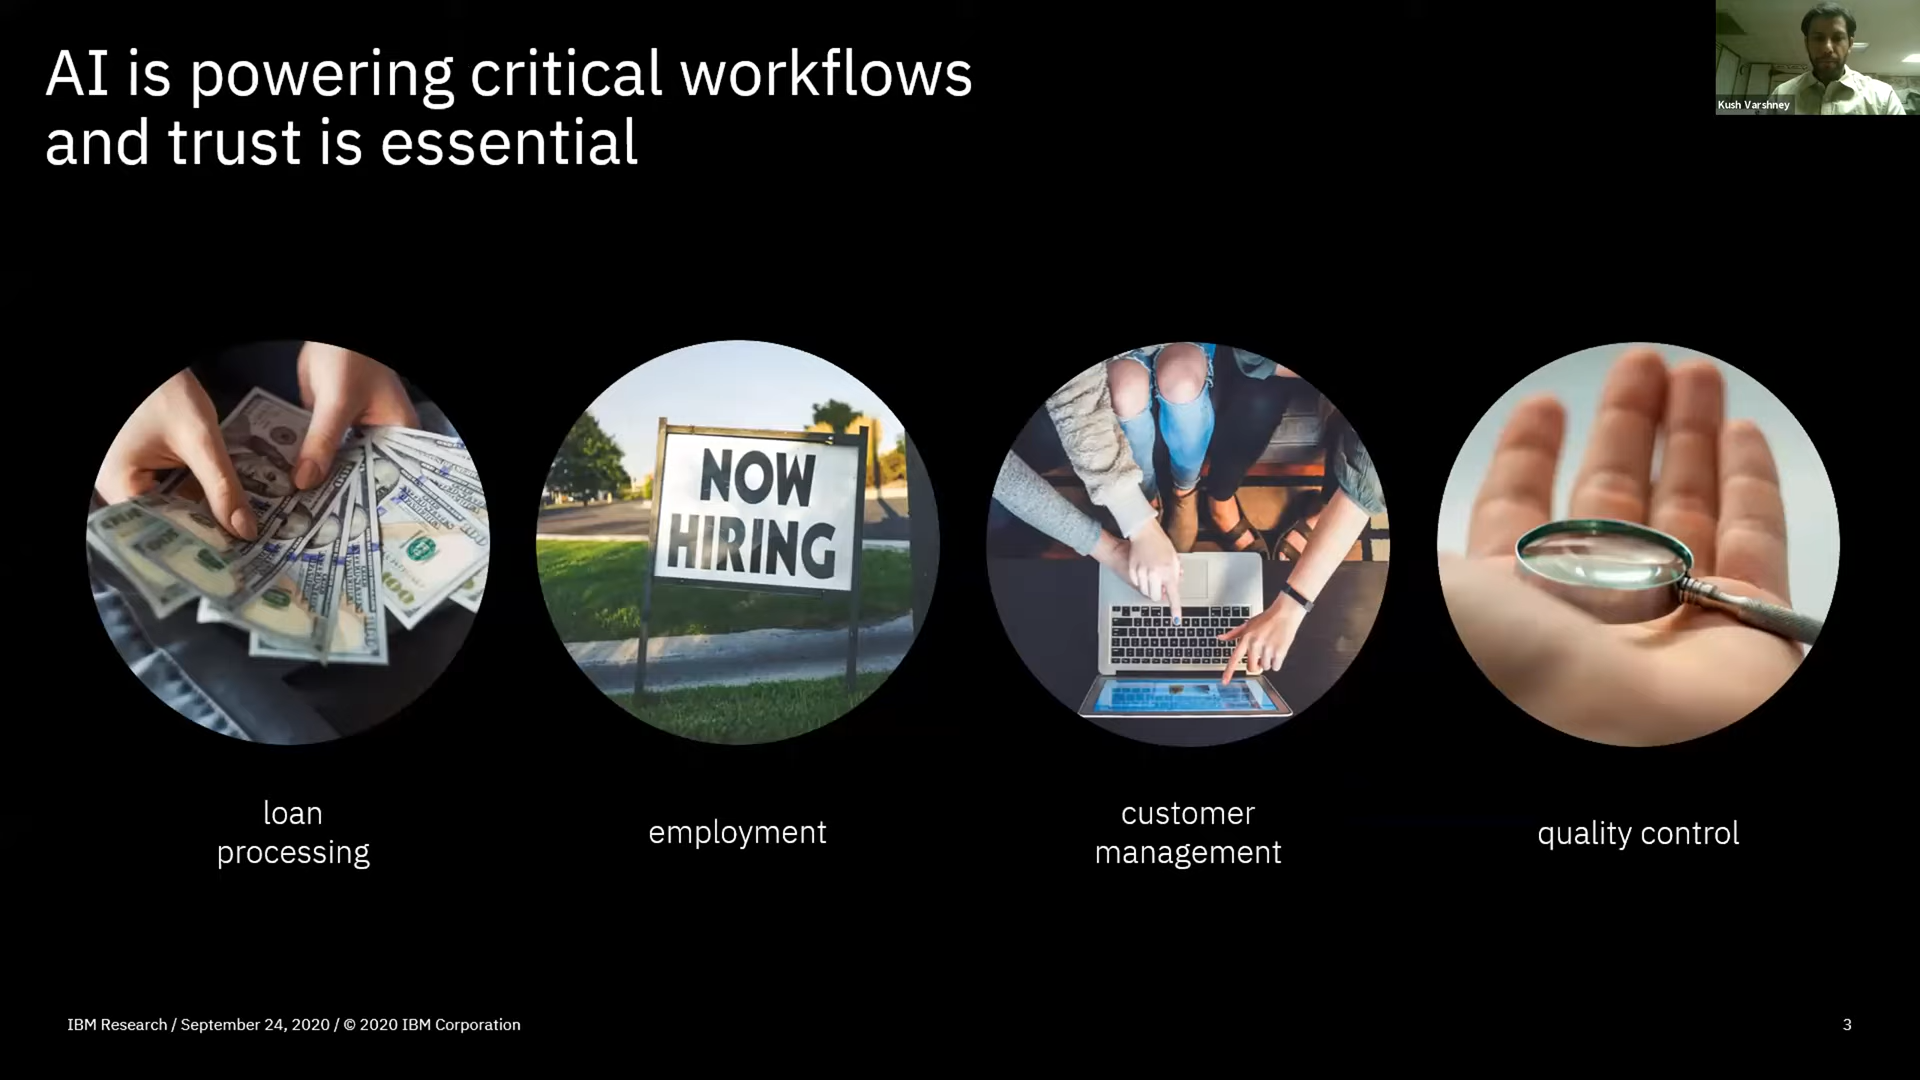 AI is powering critical workflows
and trust is essential
Kush Varshney
NOW
HIRING
loan
processing
employment
customer
management
quality control
IBM Research / September 24, 2020 / © 2020 IBM Corporation
3